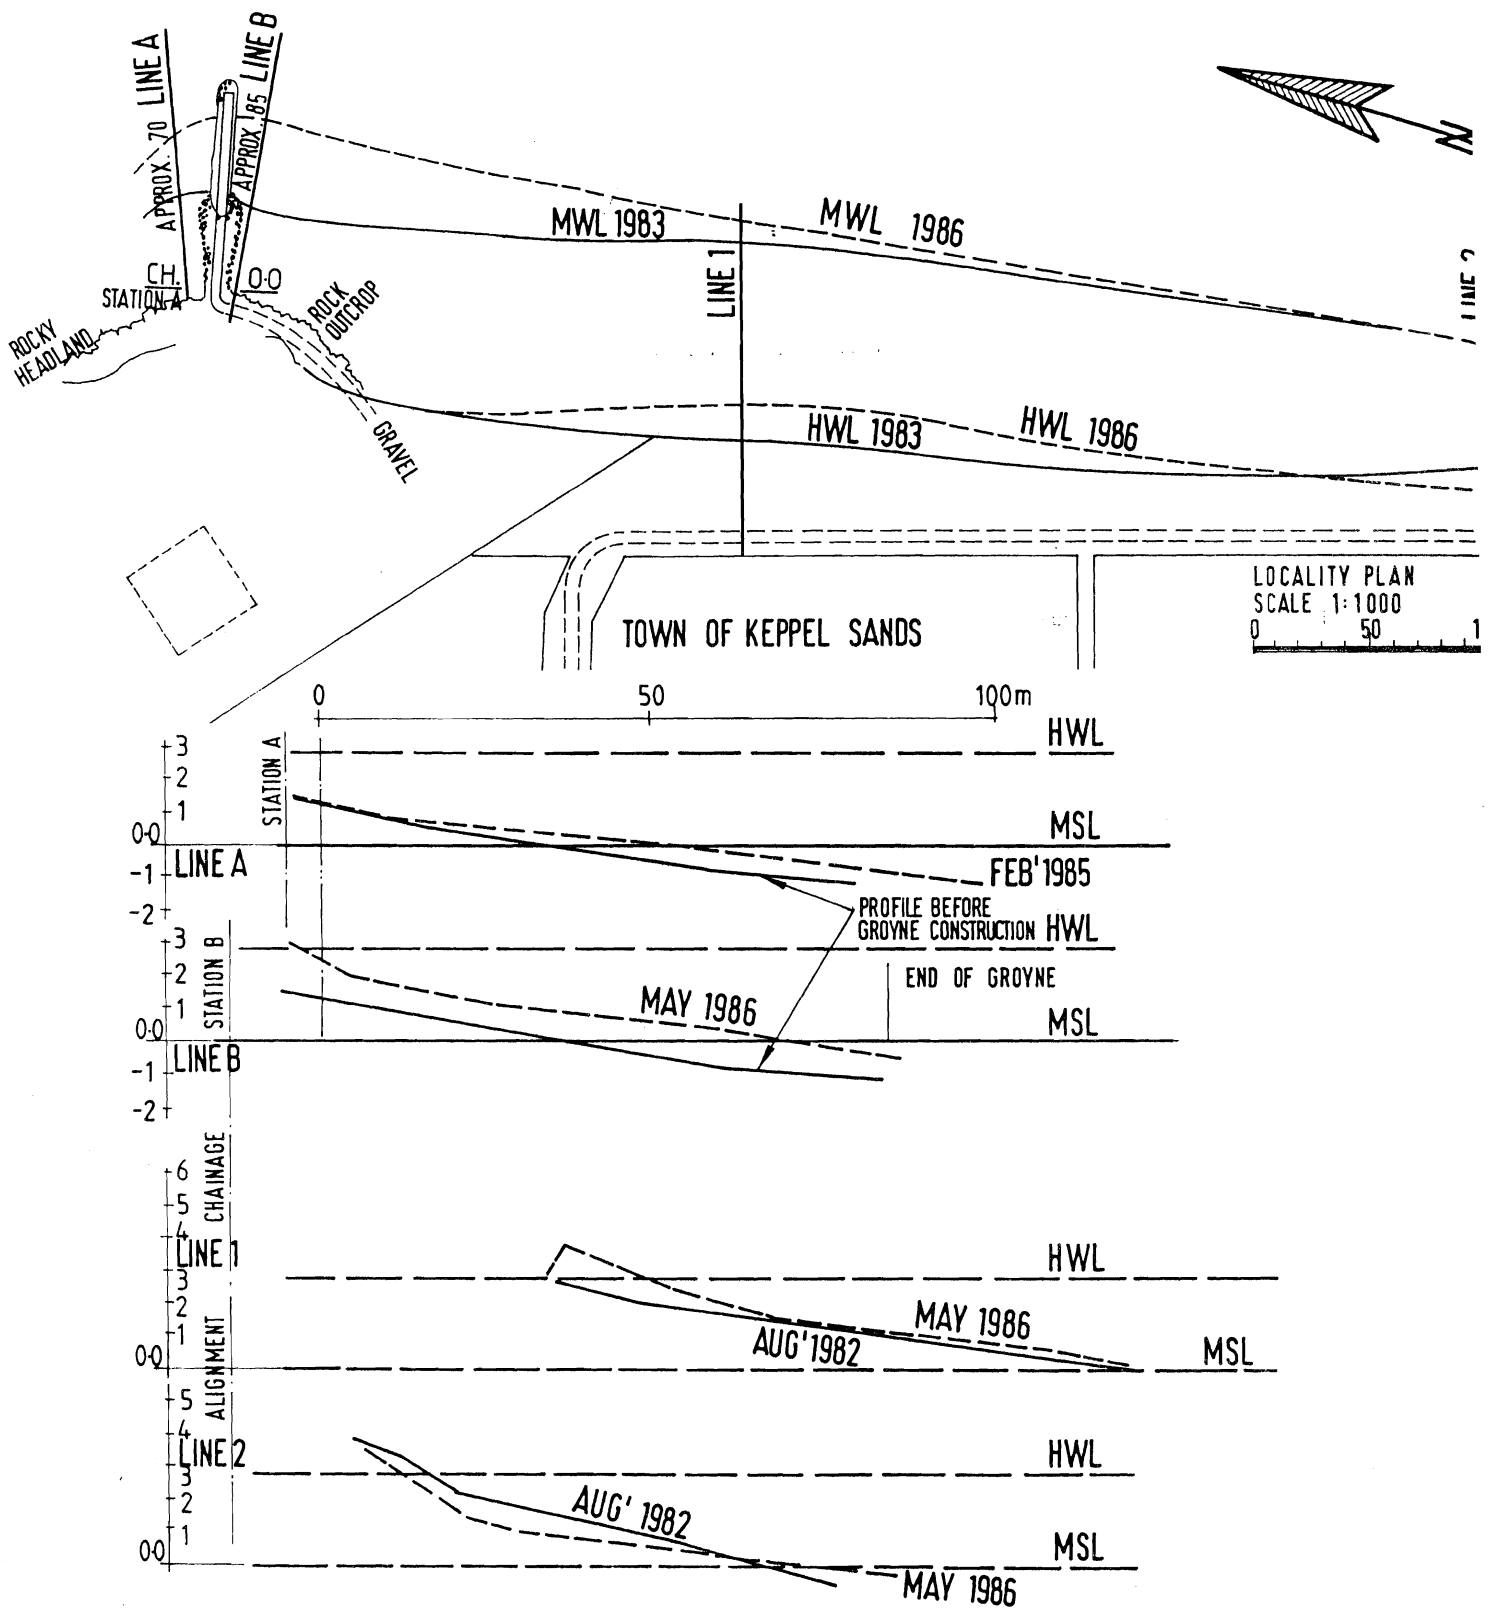 LINE A
LINE B
APPROX. 70
APPROX. 85
N
MWL 1983
MWL 1986
LINE 1
CH.
0·0
STATION A
ROCK
OUTCROP
ROCKY
HEADLAND
HWL 1983
HWL 1986
GRAVEL
LOCALITY PLAN
SCALE 1:1000
0 50 1
TOWN OF KEPPEL SANDS
0 50 100m
HWL
STATION A
3
2
1
0·0
MSL
LINE A
-1
FEB' 1985
-2
PROFILE BEFORE
GROYNE CONSTRUCTION
HWL
STATION B
3
2
END OF GROYNE
1
MAY 1986
0·0
MSL
LINE B
-1
-2
CHAINAGE
6
5
4
LINE 1
HWL
3
2
MAY 1986
1
AUG' 1982
0·0
MSL
ALIGNMENT
5
4
LINE 2
HWL
3
2
AUG' 1982
1
0·0
MSL
MAY 1986